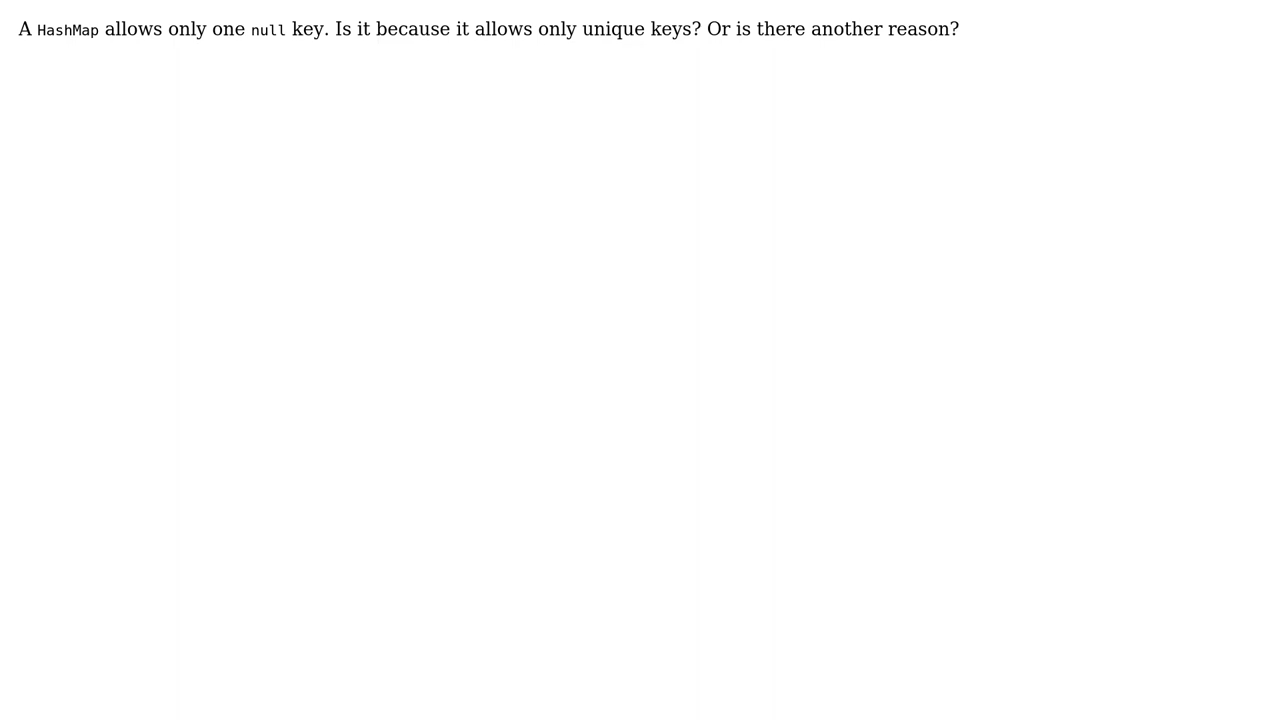 A HashMap allows only one null key. Is it because it allows only unique keys? Or is there another reason?